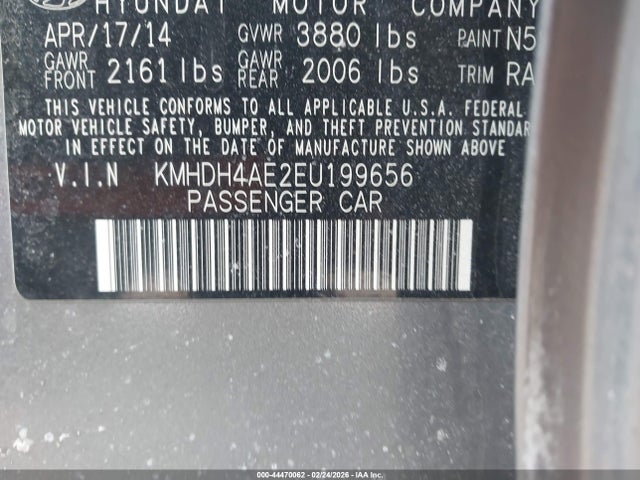 HYUNDAI MOTOR COMPANY
APR/17/14 GVWR 3880 lbs PAINT N5
GAWR FRONT 2161 lbs GAWR REAR 2006 lbs TRIM RA
THIS VEHICLE CONFORMS TO ALL APPLICABLE U.S.A. FEDERAL
MOTOR VEHICLE SAFETY, BUMPER, AND THEFT PREVENTION STANDAR
IN EFFECT ON THE DATE OF MANUFACTURE SHOWN ABOVE
V.I.N KMHDH4AE2EU199656
PASSENGER CAR
000-44470062 - 02/24/2026 - IAA Inc.